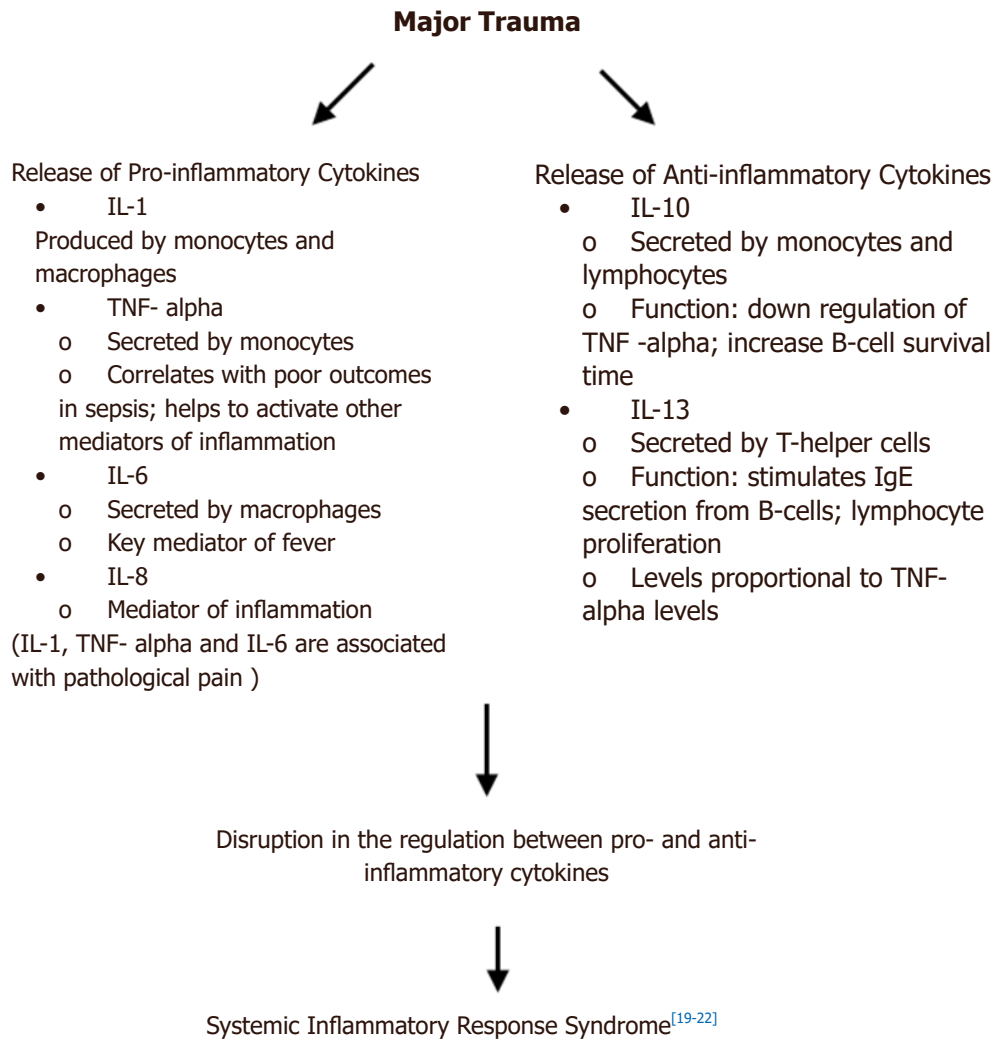 Major Trauma
Release of Pro-inflammatory Cytokines
• IL-1
Produced by monocytes and
macrophages
• TNF- alpha
o Secreted by monocytes
o Correlates with poor outcomes
in sepsis; helps to activate other
mediators of inflammation
• IL-6
o Secreted by macrophages
o Key mediator of fever
• IL-8
o Mediator of inflammation
(IL-1, TNF- alpha and IL-6 are associated
with pathological pain )
Release of Anti-inflammatory Cytokines
• IL-10
o Secreted by monocytes and
lymphocytes
o Function: down regulation of
TNF -alpha; increase B-cell survival
time
• IL-13
o Secreted by T-helper cells
o Function: stimulates IgE
secretion from B-cells; lymphocyte
proliferation
o Levels proportional to TNF-
alpha levels
Disruption in the regulation between pro- and anti-
inflammatory cytokines
Systemic Inflammatory Response Syndrome[19-22]